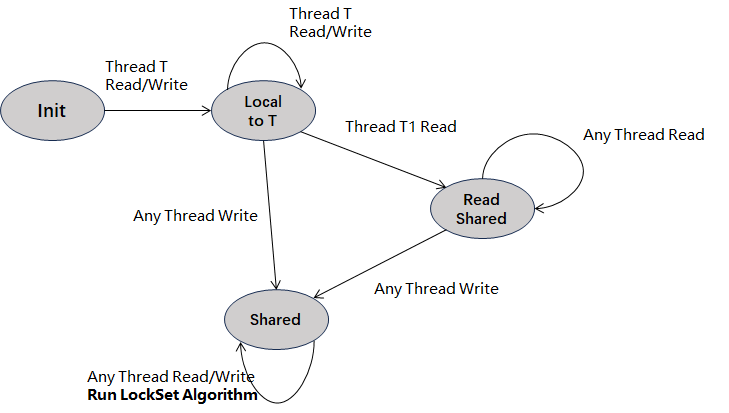 Thread T
Read/Write
Thread T
Read/Write
Init
Local
to T
Thread T1 Read
Any Thread Read
Read
Shared
Any Thread Write
Any Thread Write
Shared
Any Thread Read/Write
Run LockSet Algorithm